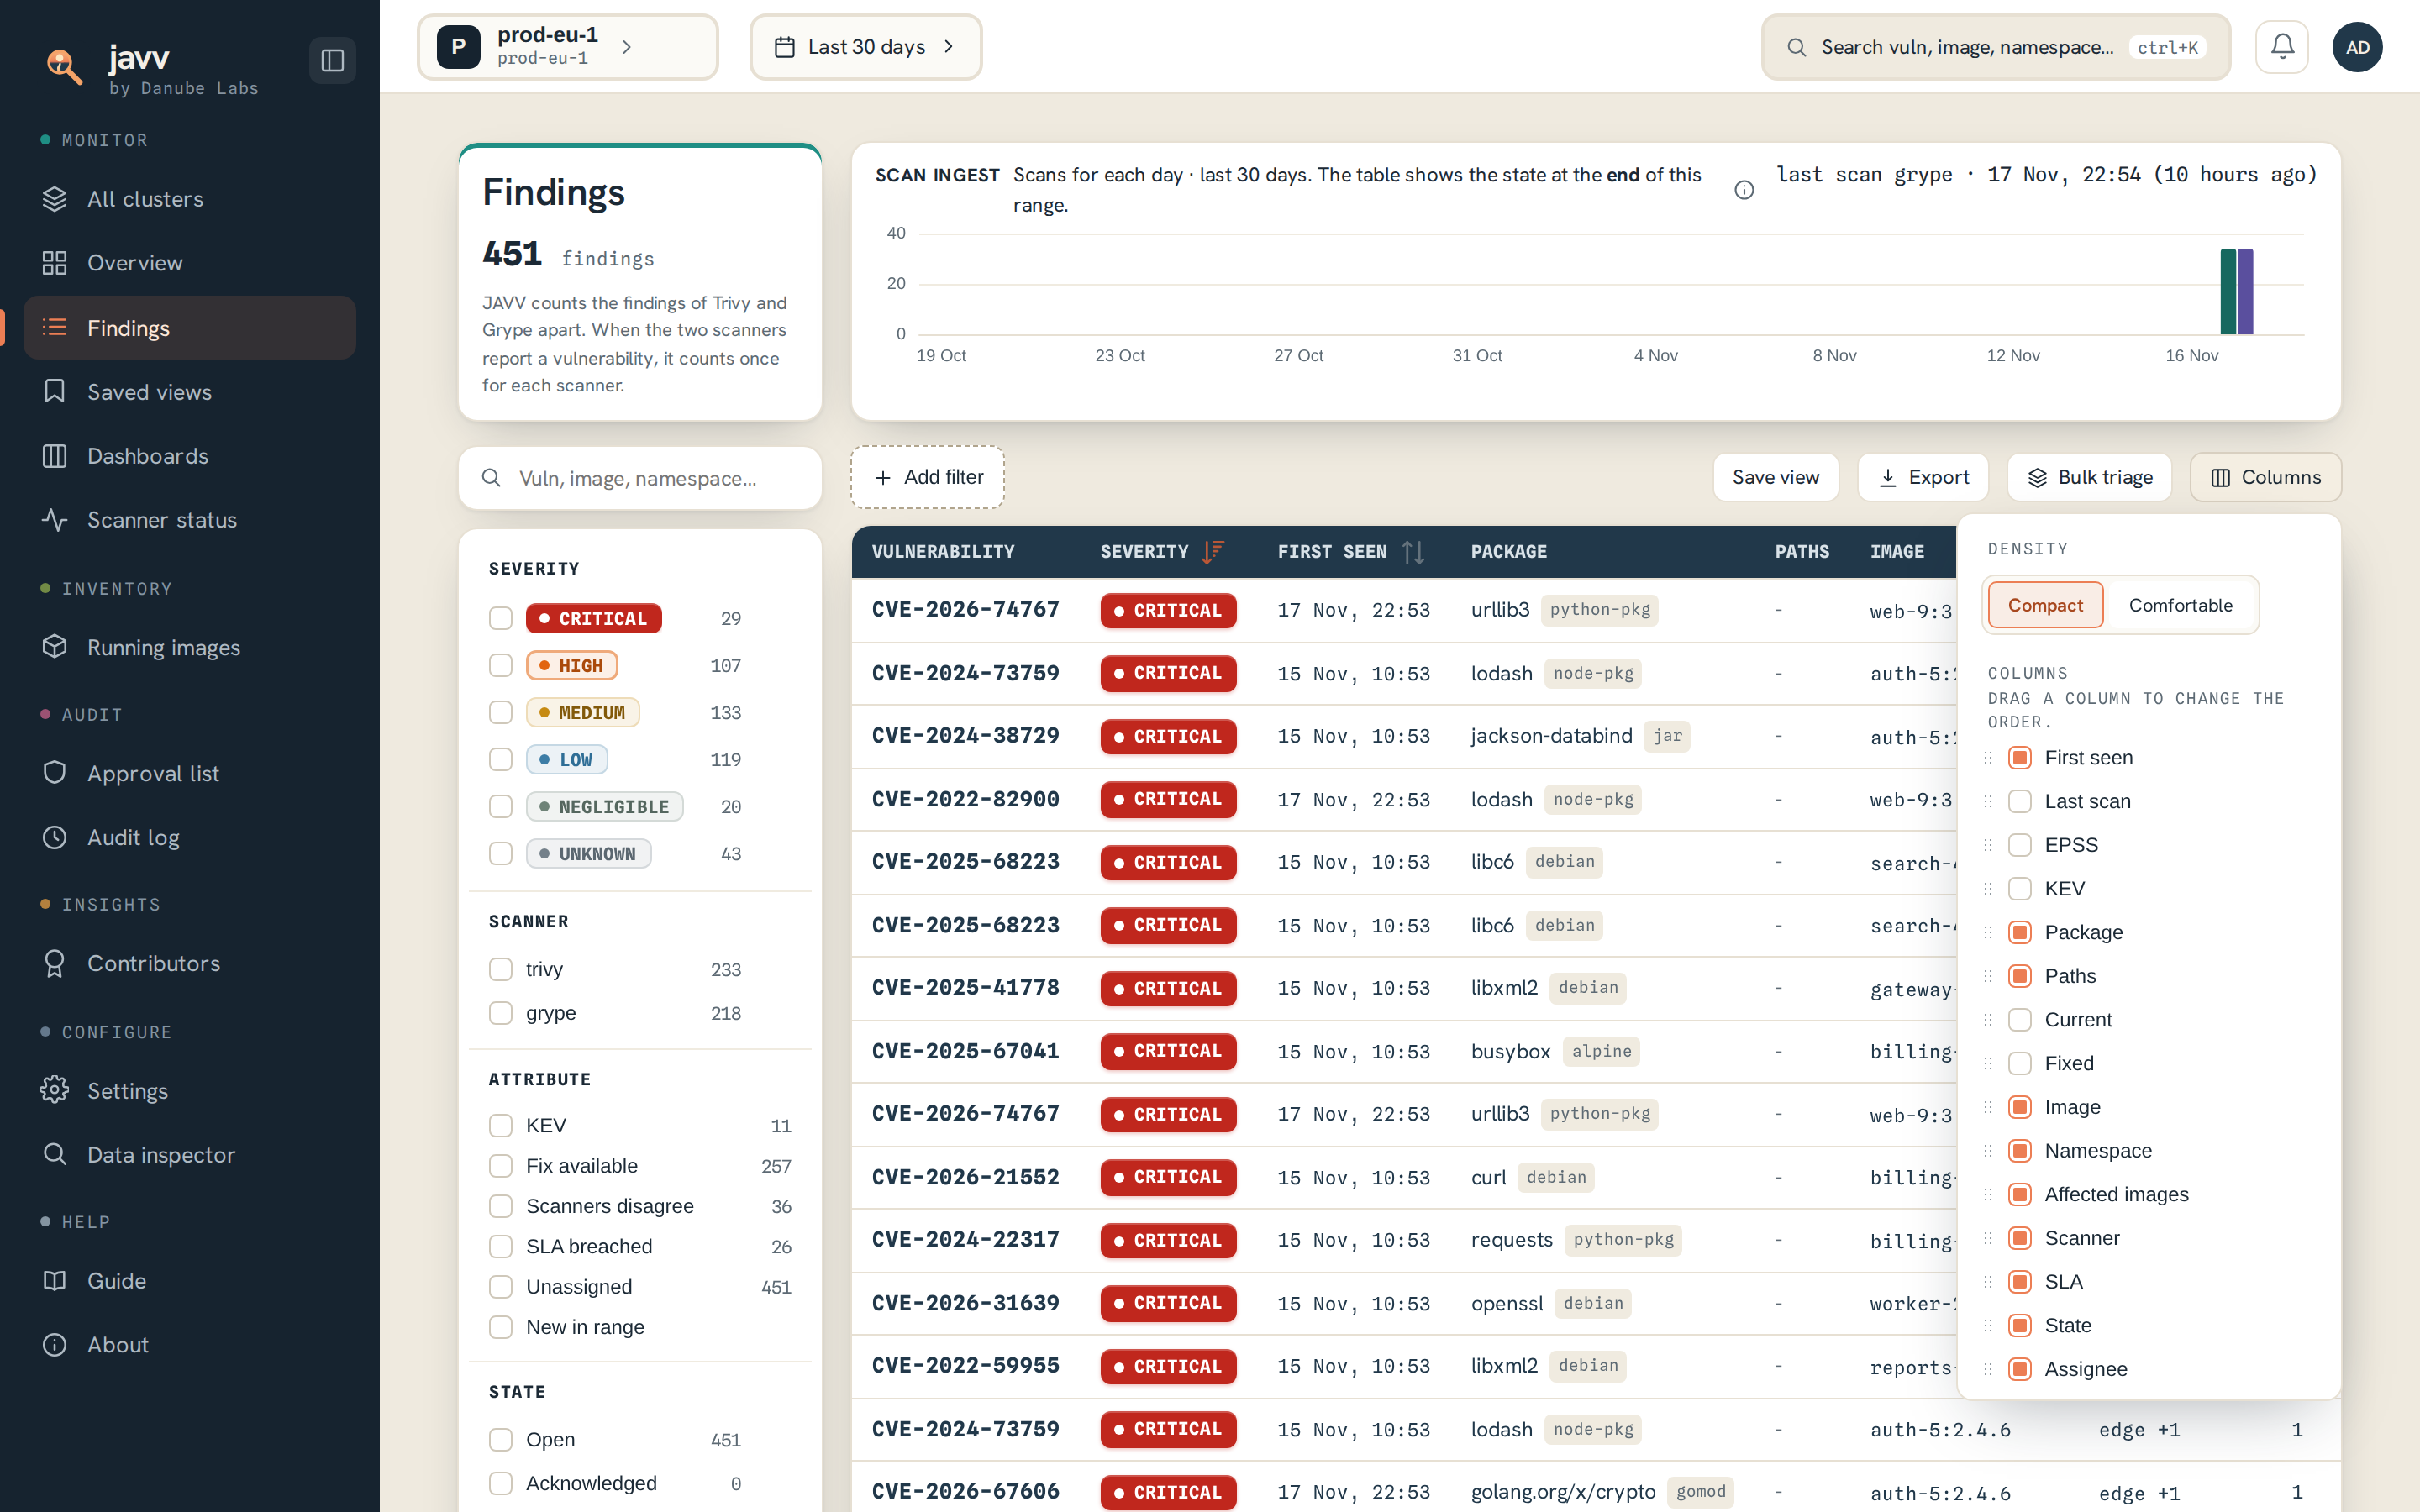 javv
by Danube Labs
MONITOR
All clusters
Overview
Findings
Saved views
Dashboards
Scanner status
INVENTORY
Running images
AUDIT
Approval list
Audit log
INSIGHTS
Contributors
CONFIGURE
Settings
Data inspector
HELP
Guide
About
P
prod-eu-1
prod-eu-1
Last 30 days
Search vuln, image, namespace... ctrl+K
AD
Findings
451 findings
JAVV counts the findings of Trivy and
Grype apart. When the two scanners
report a vulnerability, it counts once
for each scanner.
SCAN INGEST Scans for each day · last 30 days. The table shows the state at the end of this
range.
last scan grype · 17 Nov, 22:54 (10 hours ago)
40
20
0
19 Oct 23 Oct 27 Oct 31 Oct 4 Nov 8 Nov 12 Nov 16 Nov
Vuln, image, namespace...
Add filter
Save view Export Bulk triage Columns
SEVERITY
CRITICAL 29
HIGH 107
MEDIUM 133
LOW 119
NEGLIGIBLE 20
UNKNOWN 43
SCANNER
trivy 233
grype 218
ATTRIBUTE
KEV 11
Fix available 257
Scanners disagree 36
SLA breached 26
Unassigned 451
New in range
STATE
Open 451
Acknowledged 0
VULNERABILITY SEVERITY FIRST SEEN PACKAGE PATHS IMAGE
CVE-2026-74767 CRITICAL 17 Nov, 22:53 urllib3 python-pkg - web-9:3
CVE-2024-73759 CRITICAL 15 Nov, 10:53 lodash node-pkg - auth-5:
CVE-2024-38729 CRITICAL 15 Nov, 10:53 jackson-databind jar - auth-5:
CVE-2022-82900 CRITICAL 17 Nov, 22:53 lodash node-pkg - web-9:3
CVE-2025-68223 CRITICAL 15 Nov, 10:53 libc6 debian - search-
CVE-2025-68223 CRITICAL 15 Nov, 10:53 libc6 debian - search-
CVE-2025-41778 CRITICAL 15 Nov, 10:53 libxml2 debian - gateway-
CVE-2025-67041 CRITICAL 15 Nov, 10:53 busybox alpine - billing-
CVE-2026-74767 CRITICAL 17 Nov, 22:53 urllib3 python-pkg - web-9:3
CVE-2026-21552 CRITICAL 15 Nov, 10:53 curl debian - billing-
CVE-2024-22317 CRITICAL 15 Nov, 10:53 requests python-pkg - billing-
CVE-2026-31639 CRITICAL 15 Nov, 10:53 openssl debian - worker-
CVE-2022-59955 CRITICAL 15 Nov, 10:53 libxml2 debian - reports-
CVE-2024-73759 CRITICAL 15 Nov, 10:53 lodash node-pkg - auth-5:2.4.6 edge +1 1
CVE-2026-67606 CRITICAL 17 Nov, 22:53 golang.org/x/crypto gomod - auth-5:2.4.6 edge +1 1
DENSITY
Compact Comfortable
COLUMNS
DRAG A COLUMN TO CHANGE THE
ORDER.
First seen
Last scan
EPSS
KEV
Package
Paths
Current
Fixed
Image
Namespace
Affected images
Scanner
SLA
State
Assignee